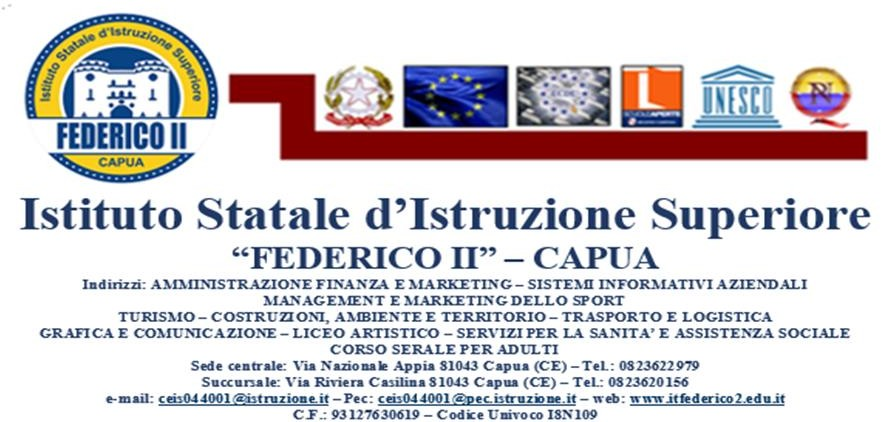 Istituto Statale d'Istruzione Superiore
FEDERICO II
CAPUA
UNESCO
Istituto Statale d’Istruzione Superiore
“FEDERICO II” – CAPUA
Indirizzi: AMMINISTRAZIONE FINANZA E MARKETING – SISTEMI INFORMATIVI AZIENDALI
MANAGEMENT E MARKETING DELLO SPORT
TURISMO – COSTRUZIONI, AMBIENTE E TERRITORIO – TRASPORTO E LOGISTICA
GRAFICA E COMUNICAZIONE – LICEO ARTISTICO – SERVIZI PER LA SANITA’ E ASSISTENZA SOCIALE
CORSO SERALE PER ADULTI
Sede centrale: Via Nazionale Appia 81043 Capua (CE) – Tel.: 0823622979
Succursale: Via Riviera Casilina 81043 Capua (CE) – Tel.: 0823620156
e-mail: ceis044001@istruzione.it – Pec: ceis044001@pec.istruzione.it – web: www.itfederico2.edu.it
C.F.: 93127630619 – Codice Univoco I8N109